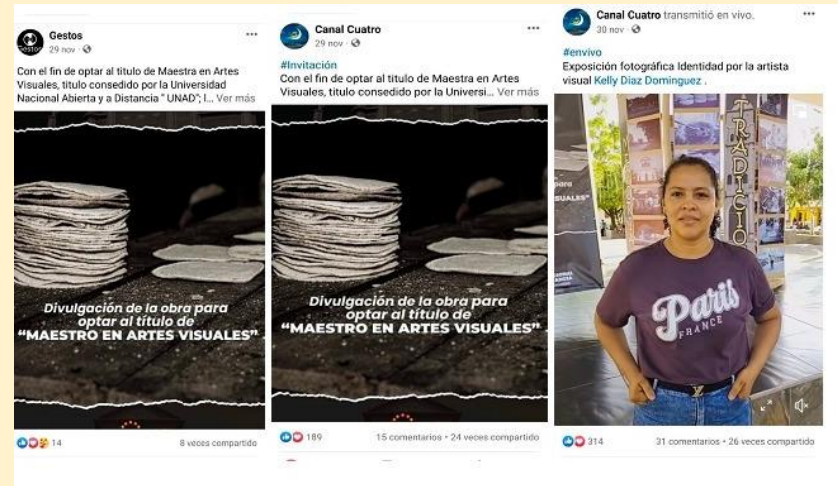 Gestos
29 nov ·
Con el fin de optar al titulo de Maestra en Artes
Visuales, titulo consedido por la Universidad
Nacional Abierta y a Distancia " UNAD"; l... Ver más
Divulgación de la obra para
optar al título de
“MAESTRO EN ARTES VISUALES”
14
8 veces compartido
Canal Cuatro
29 nov ·
#Invitación
Con el fin de optar al titulo de Maestra en Artes
Visuales, titulo consedido por la Universi... Ver más
Divulgación de la obra para
optar al título de
“MAESTRO EN ARTES VISUALES”
189
15 comentarios • 24 veces compartido
Canal Cuatro transmitió en vivo.
30 nov ·
#envivo
Exposición fotográfica Identidad por la artista
visual Kelly Diaz Dominguez .
TRADICIO
Paris
FRANCE
314
31 comentarios • 26 veces compartido